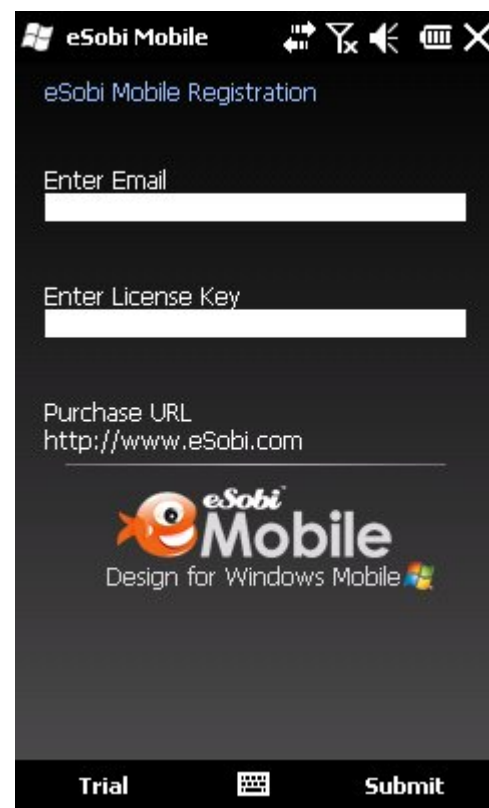 eSobi Mobile
eSobi Mobile Registration
Enter Email
Enter License Key
Purchase URL
http://www.eSobi.com
eSobi
Mobile
Design for Windows Mobile
Trial
Submit